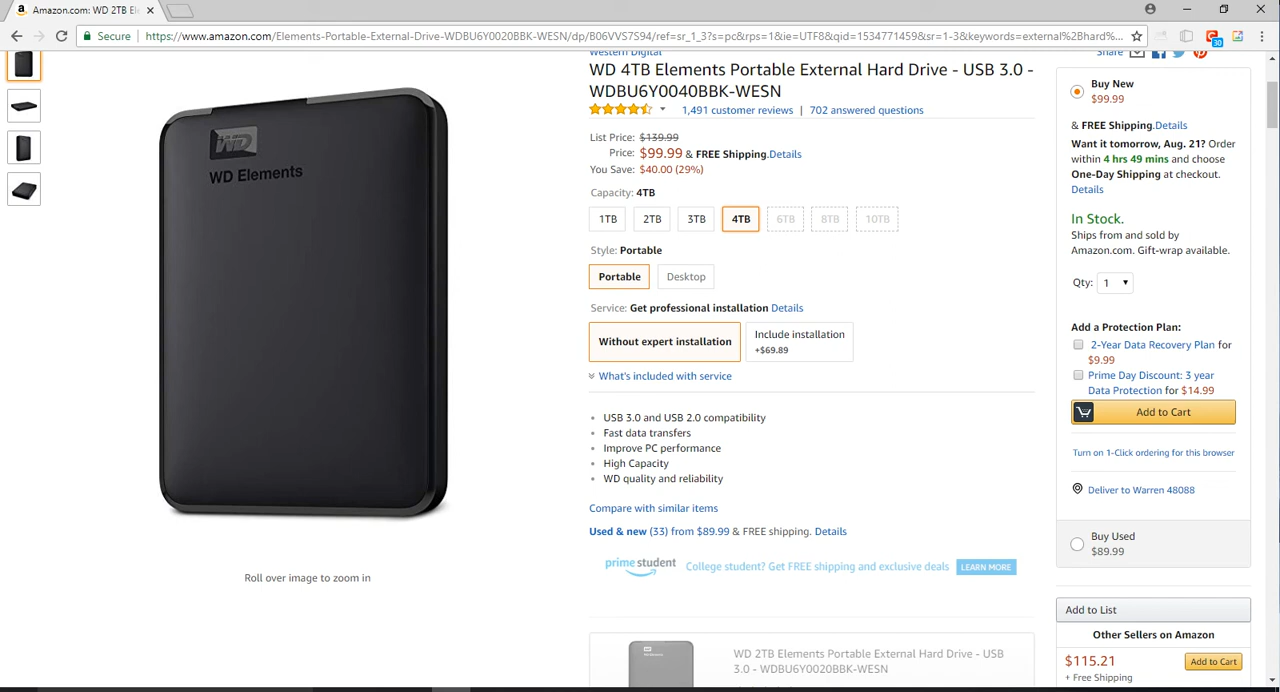 Amazon.com: WD 2TB El
Secure
https://www.amazon.com/Elements-Portable-External-Drive-WDBU6Y0020BBK-WESN/dp/B06VVS7S94/ref=sr_1_3?s=pc&rps=1&ie=UTF8&qid=1534771459&sr=1-3&keywords=external%2Bhard...
30
Western Digital
WD 4TB Elements Portable External Hard Drive - USB 3.0 -
WDBU6Y0040BBK-WESN
1,491 customer reviews | 702 answered questions
List Price: $139.99
Price: $99.99 & FREE Shipping. Details
You Save: $40.00 (29%)
Capacity: 4TB
1TB 2TB 3TB 4TB 6TB 8TB 10TB
Style: Portable
Portable Desktop
Service: Get professional installation Details
Without expert installation
Include installation
+$69.89
What's included with service
• USB 3.0 and USB 2.0 compatibility
• Fast data transfers
• Improve PC performance
• High Capacity
• WD quality and reliability
Compare with similar items
Used & new (33) from $89.99 & FREE shipping. Details
prime student College student? Get FREE shipping and exclusive deals LEARN MORE
WD 2TB Elements Portable External Hard Drive - USB
3.0 - WDBU6Y0020BBK-WESN
WD
WD Elements
Roll over image to zoom in
Share
Buy New
$99.99
& FREE Shipping. Details
Want it tomorrow, Aug. 21? Order
within 4 hrs 49 mins and choose
One-Day Shipping at checkout.
Details
In Stock.
Ships from and sold by
Amazon.com. Gift-wrap available.
Qty: 1
Add a Protection Plan:
2-Year Data Recovery Plan for
$9.99
Prime Day Discount: 3 year
Data Protection for $14.99
Add to Cart
Turn on 1-Click ordering for this browser
Deliver to Warren 48088
Buy Used
$89.99
Add to List
Other Sellers on Amazon
$115.21 Add to Cart
+ Free Shipping